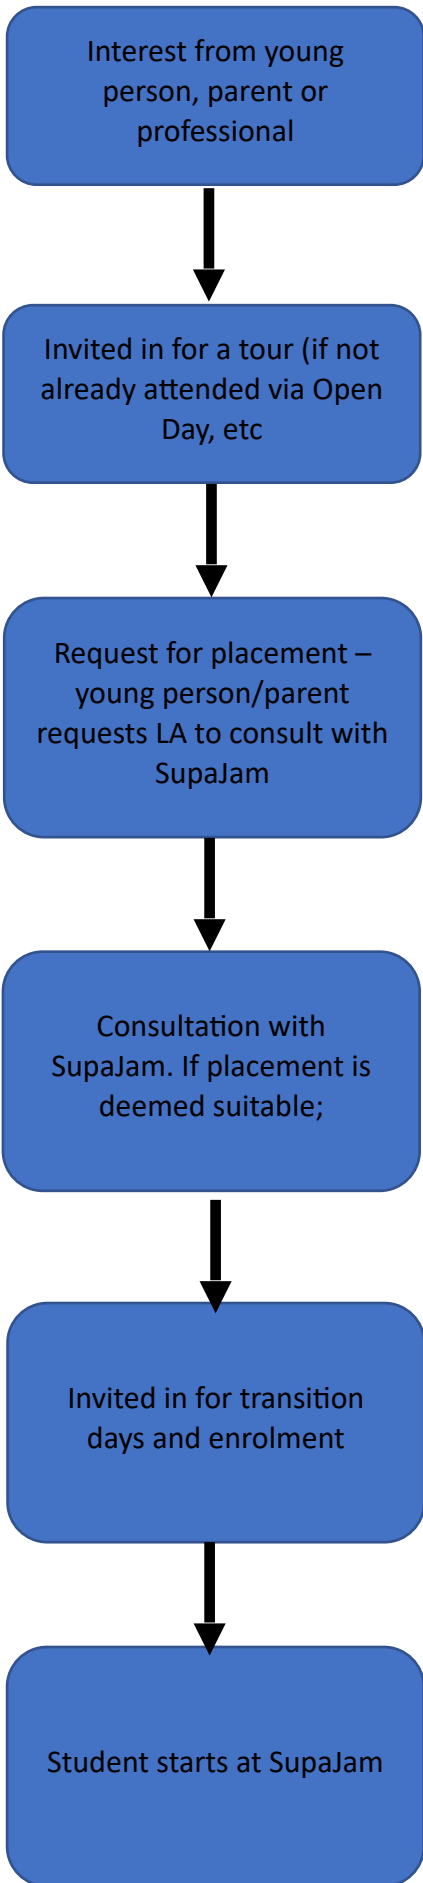 Interest from young
person, parent or
professional
Invited in for a tour (if not
already attended via Open
Day, etc
Request for placement –
young person/parent
requests LA to consult with
SupaJam
Consultation with
SupaJam. If placement is
deemed suitable;
Invited in for transition
days and enrolment
Student starts at SupaJam